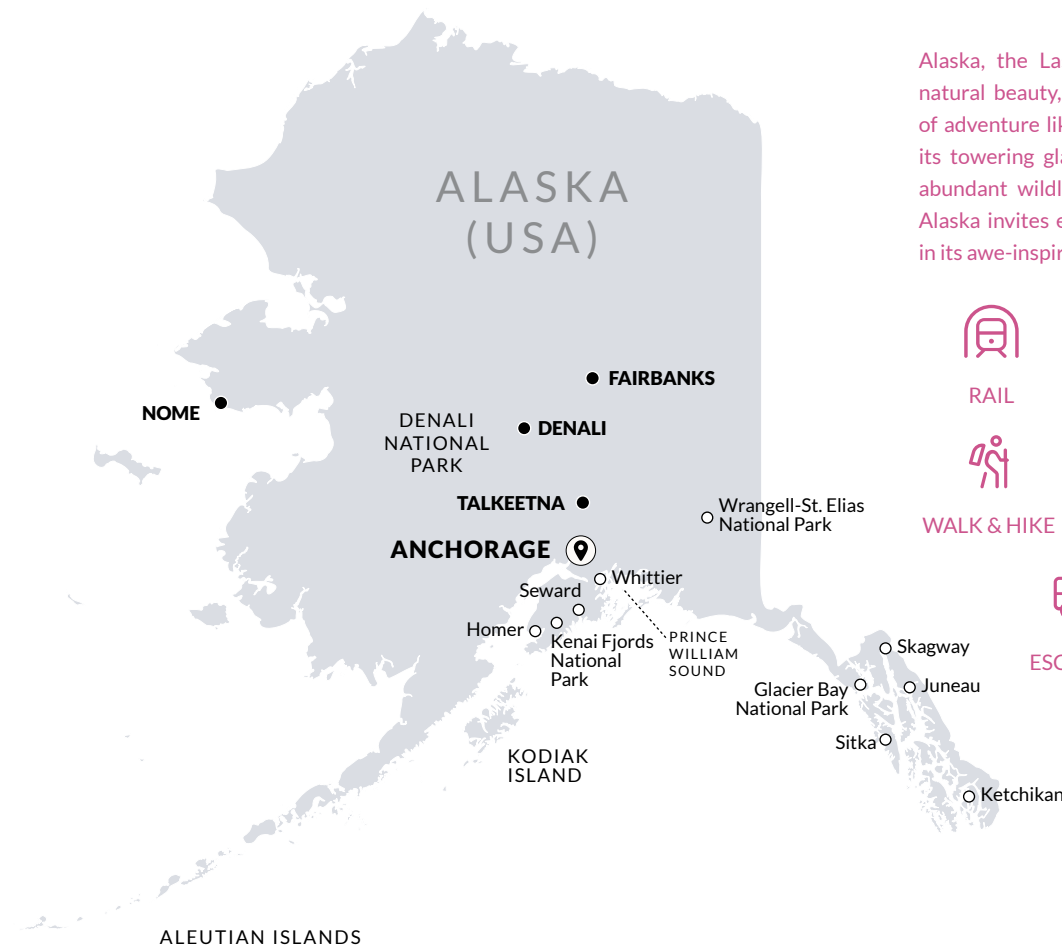 ALASKA
(USA)
FAIRBANKS
NOME
DENALI
NATIONAL
PARK
DENALI
TALKEETNA
Wrangell-St. Elias
National Park
ANCHORAGE
Whittier
Seward
Homer
Kenai Fjords
National
Park
PRINCE
WILLIAM
SOUND
Skagway
Glacier Bay
National Park
Juneau
Sitka
KODIAK
ISLAND
Ketchikan
ALEUTIAN ISLANDS
Alaska, the La
natural beauty,
of adventure lik
its towering gla
abundant wildl
Alaska invites e
in its awe-inspir
RAIL
WALK & HIKE
ESC